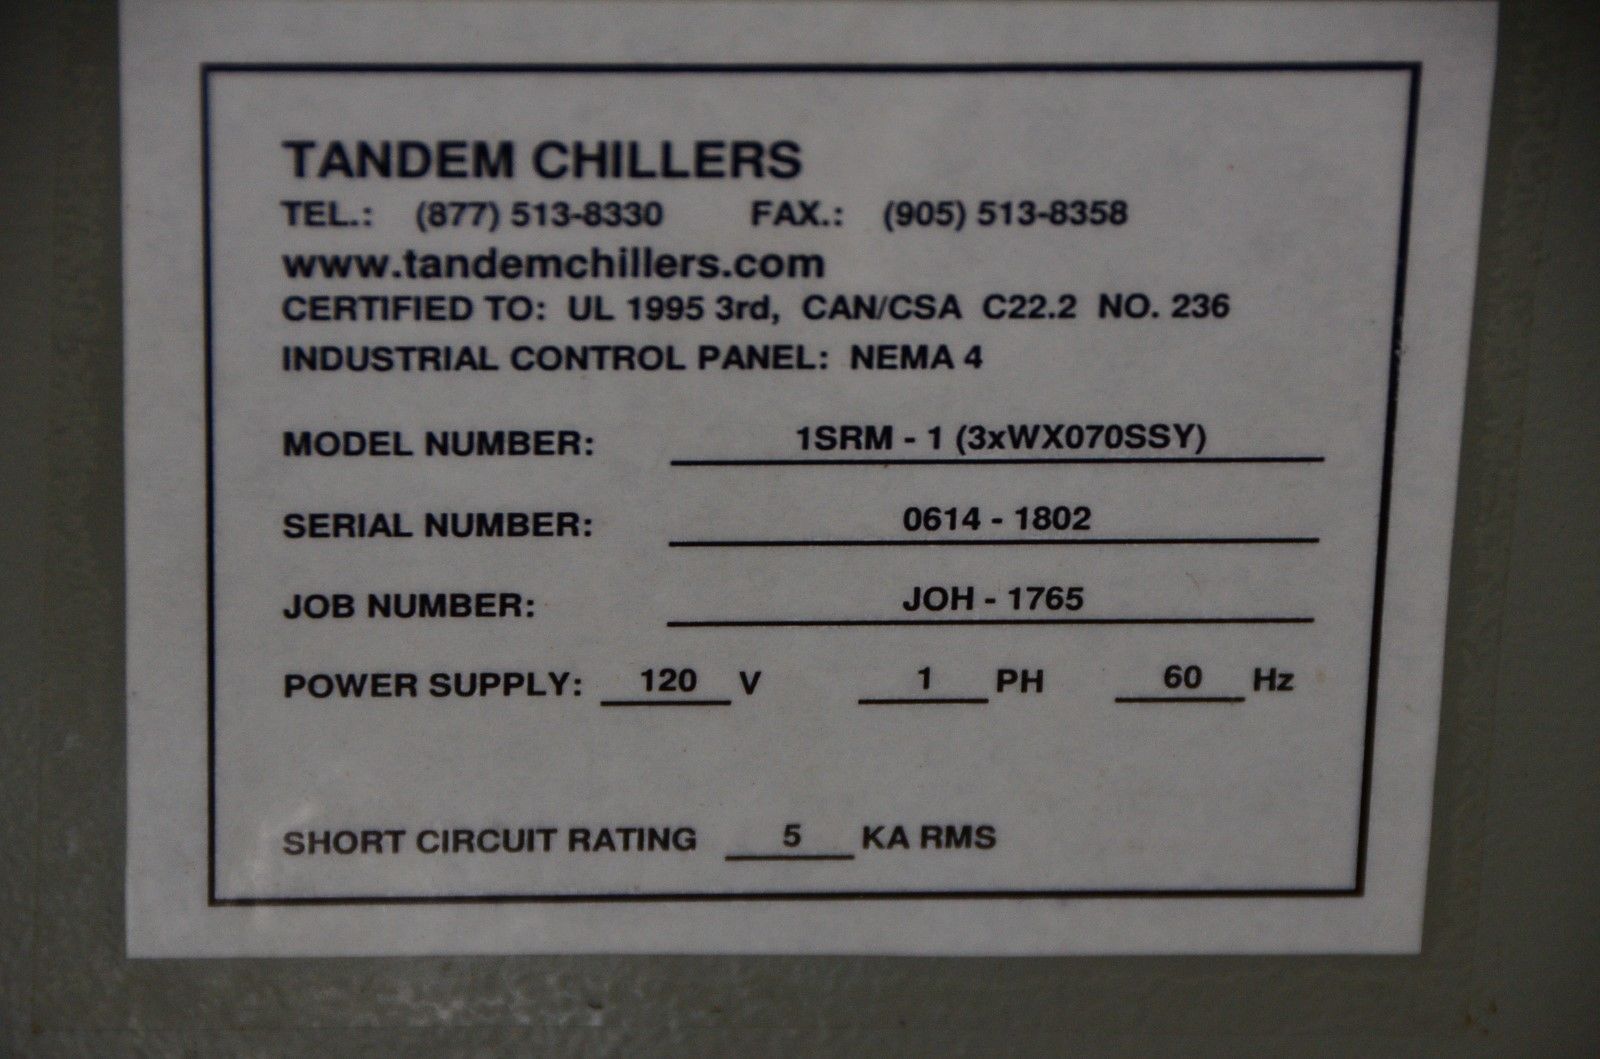 TANDEM CHILLERS
TEL.: (877) 513-8330 FAX.: (905) 513-8358
www.tandemchillers.com
CERTIFIED TO: UL 1995 3rd, CAN/CSA C22.2 NO. 236
INDUSTRIAL CONTROL PANEL: NEMA 4
MODEL NUMBER: 1SRM - 1 (3xWX070SSY)
SERIAL NUMBER: 0614 - 1802
JOB NUMBER: JOH - 1765
POWER SUPPLY: 120 V 1 PH 60 Hz
SHORT CIRCUIT RATING 5 KA RMS